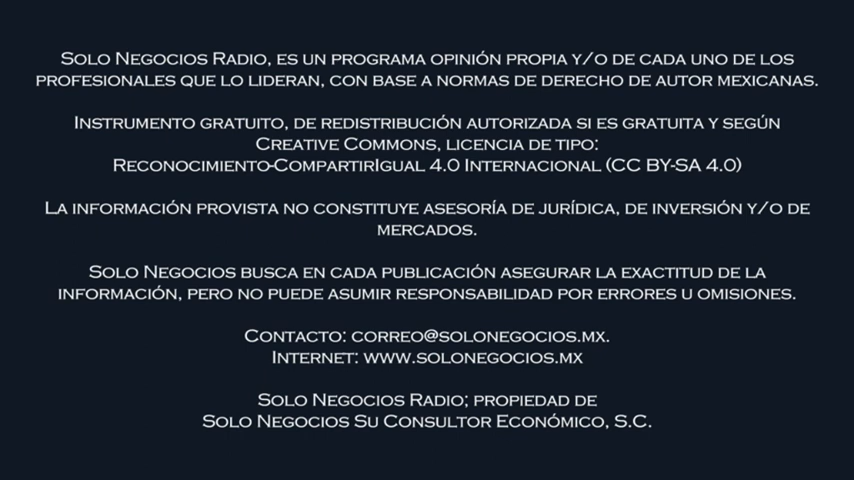 Solo Negocios Radio, es un programa opinión propia y/o de cada uno de los
profesionales que lo lideran, con base a normas de derecho de autor mexicanas.
Instrumento gratuito, de redistribución autorizada si es gratuita y según
Creative Commons, licencia de tipo:
Reconocimiento-CompartirIgual 4.0 Internacional (CC BY-SA 4.0)
La información provista no constituye asesoría de jurídica, de inversión y/o de
mercados.
Solo Negocios busca en cada publicación asegurar la exactitud de la
información, pero no puede asumir responsabilidad por errores u omisiones.
Contacto: correo@solonegocios.mx.
Internet: www.solonegocios.mx
Solo Negocios Radio; propiedad de
Solo Negocios Su Consultor Económico, S.C.